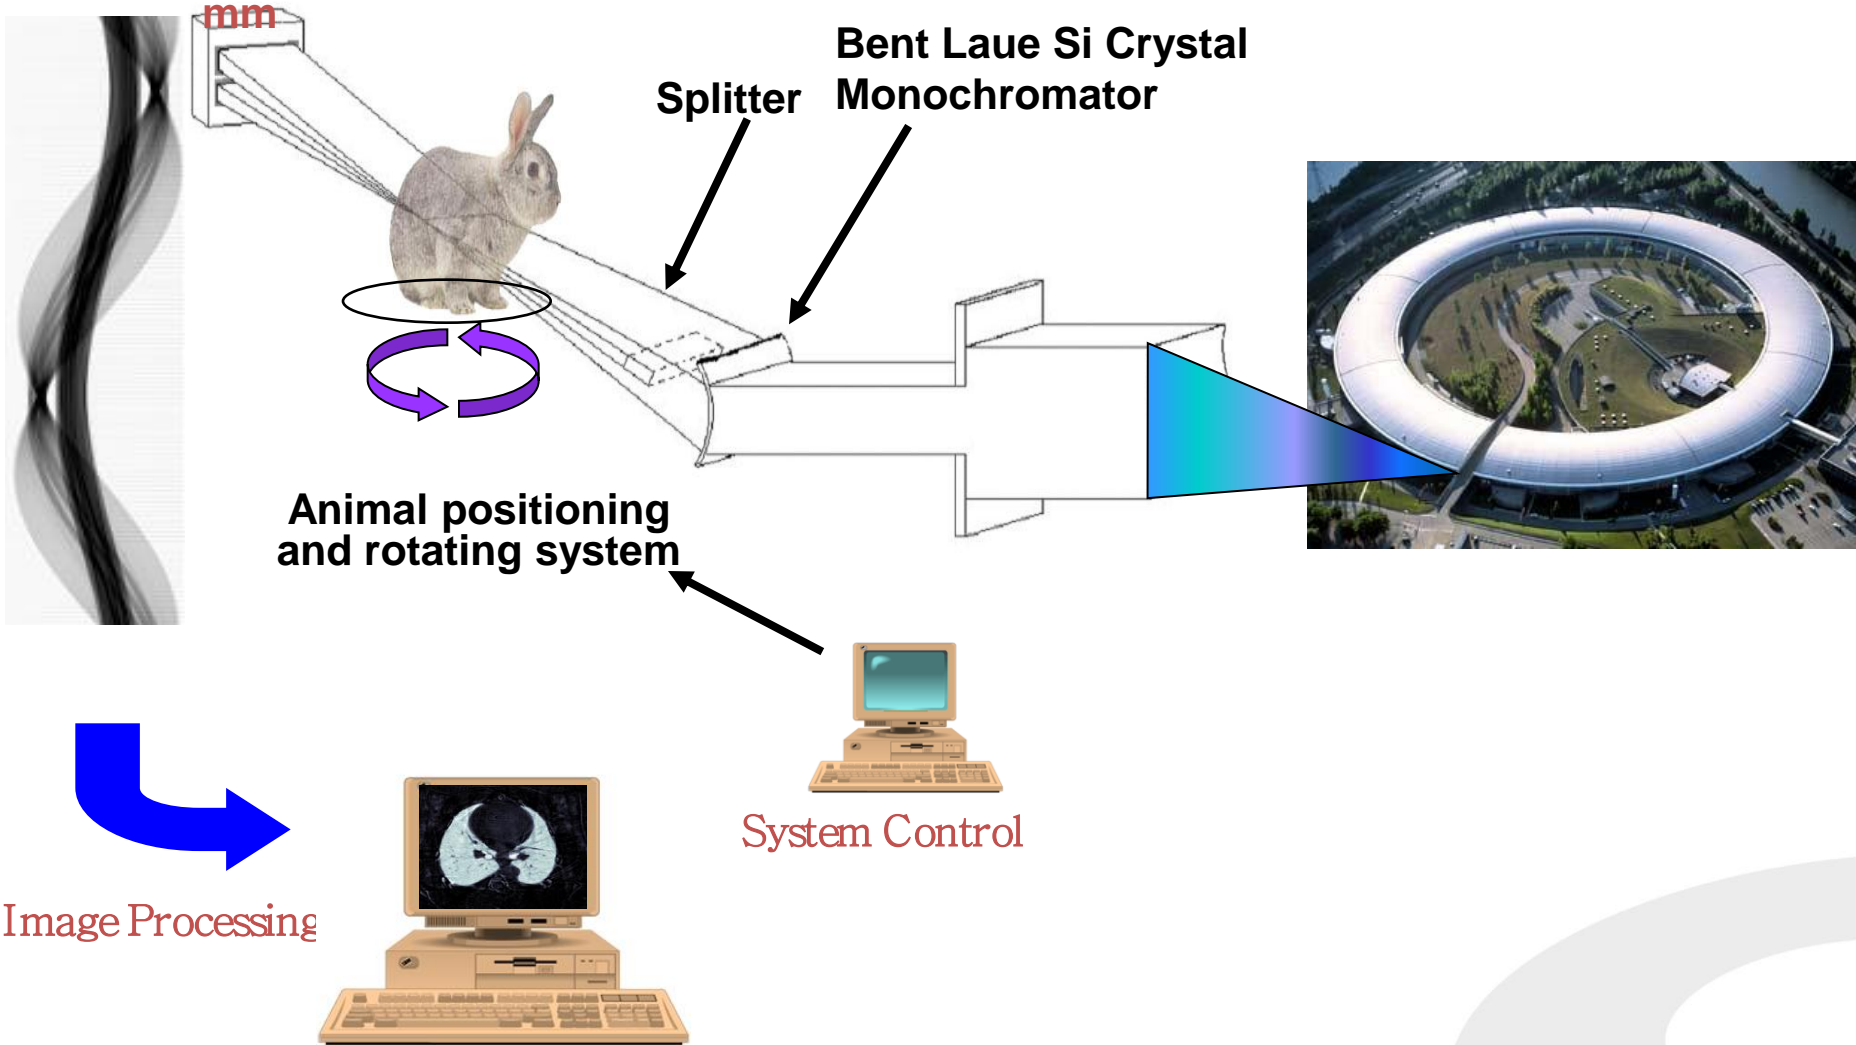 mm
Bent Laue Si Crystal
Splitter Monochromator
Animal positioning
and rotating system
System Control
Image Processing